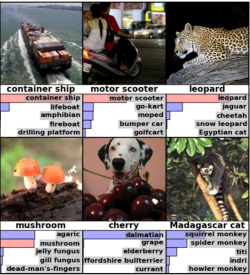 container ship
motor scooter
leopard
container ship
lifeboat
amphibian
fireboat
drilling platform
motor scooter
go-kart
moped
bumper car
golfcart
leopard
jaguar
cheetah
snow leopard
Egyptian cat
mushroom
cherry
Madagascar cat
agaric
mushroom
jelly fungus
gill fungus
dead-man's-fingers
dalmatian
grape
elderberry
ffordshire bullterrier
currant
squirrel monkey
spider monkey
titi
indri
howler monkey